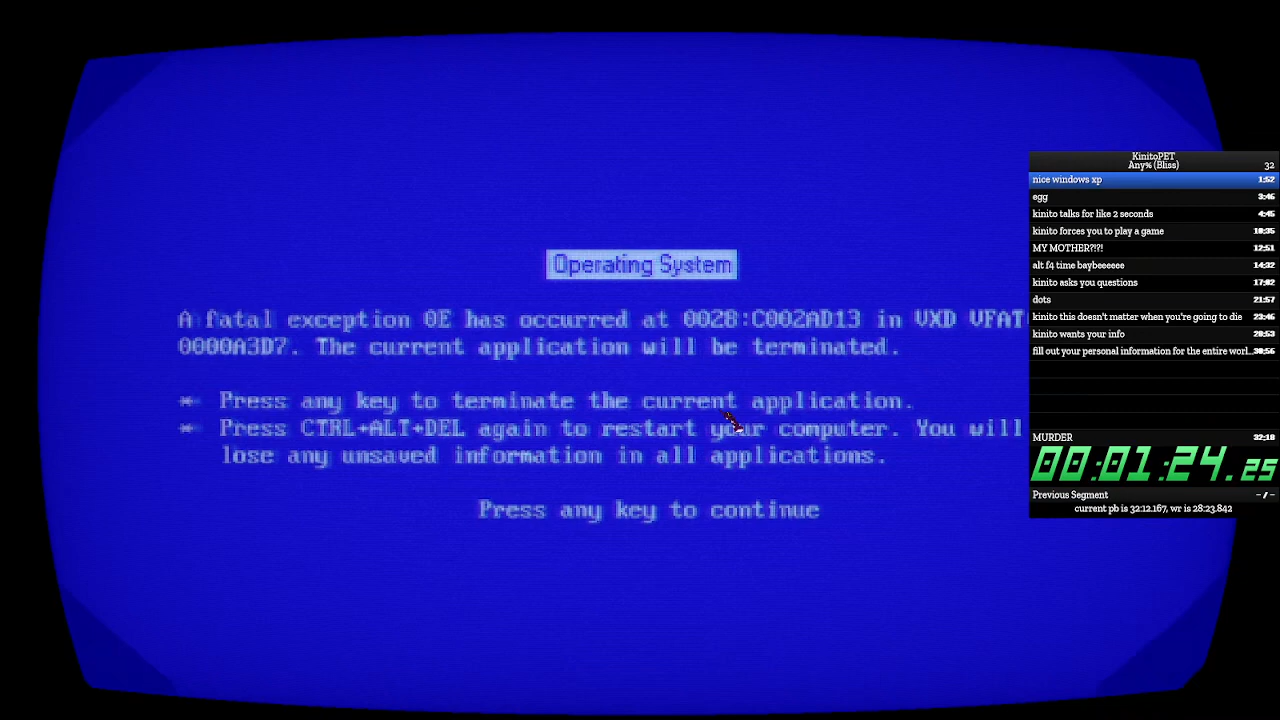 Operating System
A fatal exception 0E has occurred at 0028:C002AD13 in VXD VFAT
0000A3D7. The current application will be terminated.
* Press any key to terminate the current application.
* Press CTRL+ALT+DEL again to restart your computer. You will
lose any unsaved information in all applications.
Press any key to continue
KinitoPET
Any% (Bliss) 32
nice windows xp 1:52
egg 3:46
kinito talks for like 2 seconds 4:45
kinito forces you to play a game 10:35
MY MOTHER?!?! 12:51
alt f4 time baybeeeeee 14:32
kinito asks you questions 17:02
dots 21:57
kinito this doesn't matter when you're going to die 23:46
kinito wants your info 28:53
fill out your personal information for the entire worl... 30:56
MURDER 32:18
00:01:24.25
Previous Segment - / -
current pb is 32:12.167, wr is 28:23.842